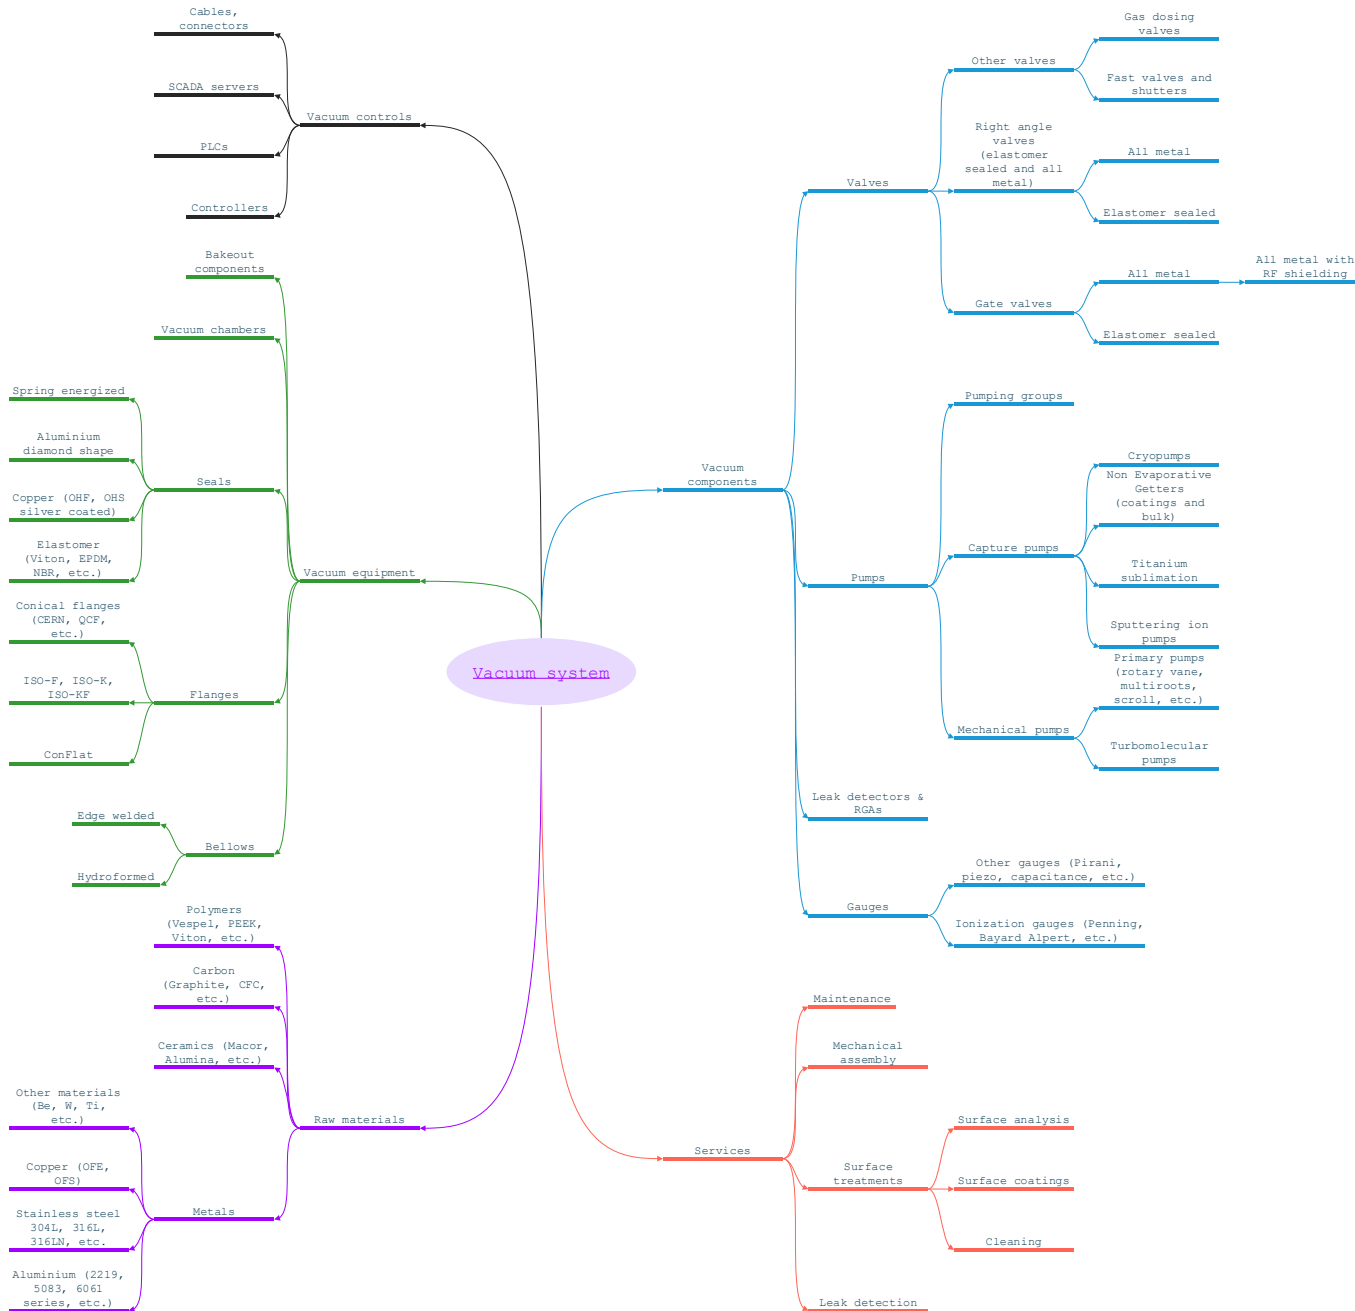 Cables,
connectors
SCADA servers
Vacuum controls
PLCs
Controllers
Bakeout
components
Vacuum chambers
Spring energized
Aluminium
diamond shape
Seals
Copper (OHF, OHS
silver coated)
Elastomer
(Viton, EPDM,
NBR, etc.)
Vacuum equipment
Conical flanges
(CERN, QCF,
etc.)
ISO-F, ISO-K,
ISO-KF
Flanges
ConFlat
Edge welded
Bellows
Hydroformed
Polymers
(Vespel, PEEK,
Viton, etc.)
Carbon
(Graphite, CFC,
etc.)
Ceramics (Macor,
Alumina, etc.)
Other materials
(Be, W, Ti,
etc.)
Raw materials
Copper (OFE,
OFS)
Metals
Stainless steel
304L, 316L,
316LN, etc.
Aluminium (2219,
5083, 6061
series, etc.)
Vacuum system
Gas dosing
valves
Other valves
Fast valves and
shutters
Right angle
valves
(elastomer
sealed and all
metal)
All metal
Valves
Elastomer sealed
All metal with
RF shielding
All metal
Gate valves
Elastomer sealed
Pumping groups
Vacuum
components
Cryopumps
Non Evaporative
Getters
(coatings and
bulk)
Capture pumps
Pumps
Titanium
sublimation
Sputtering ion
pumps
Primary pumps
(rotary vane,
multiroots,
scroll, etc.)
Mechanical pumps
Turbomolecular
pumps
Leak detectors &
RGAs
Other gauges (Pirani,
piezo, capacitance, etc.)
Gauges
Ionization gauges (Penning,
Bayard Alpert, etc.)
Maintenance
Mechanical
assembly
Surface analysis
Services
Surface
treatments
Surface coatings
Cleaning
Leak detection